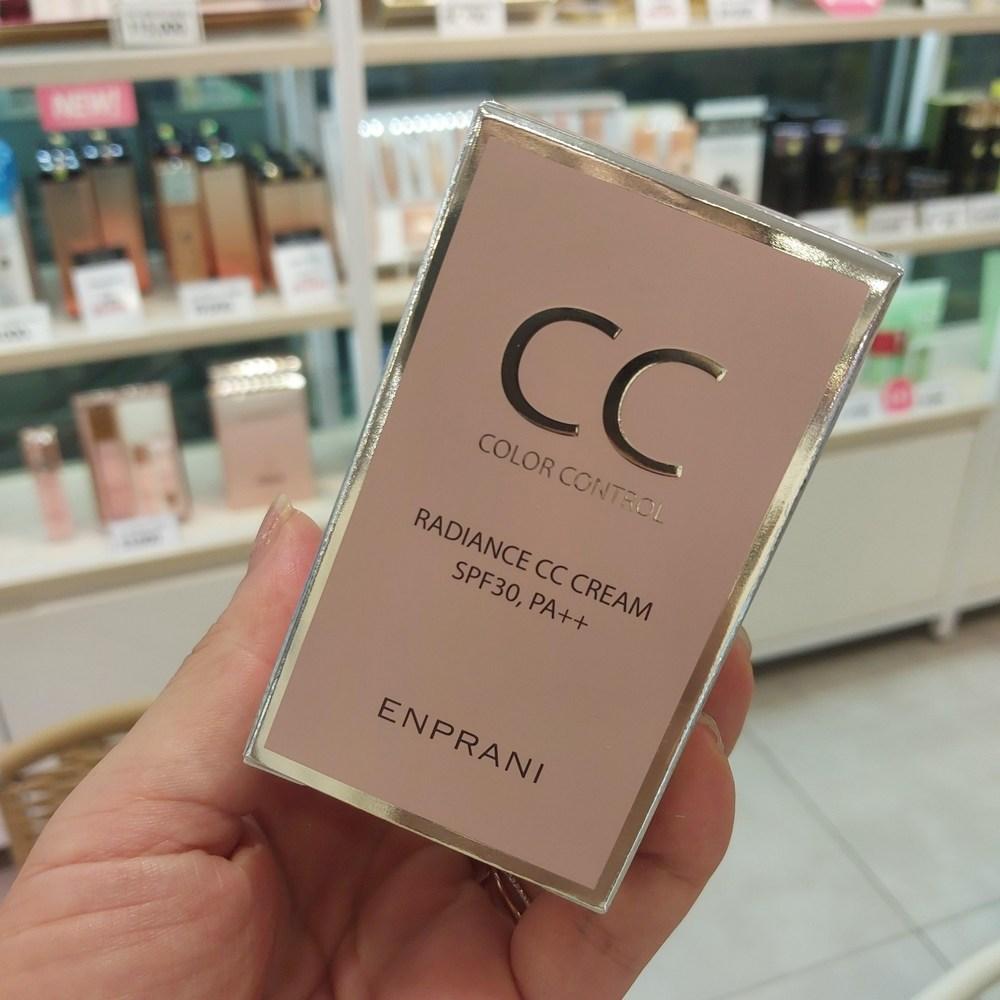 NEW!
CC
COLOR CONTROL
RADIANCE CC CREAM
SPF30, PA++
ENPRANI